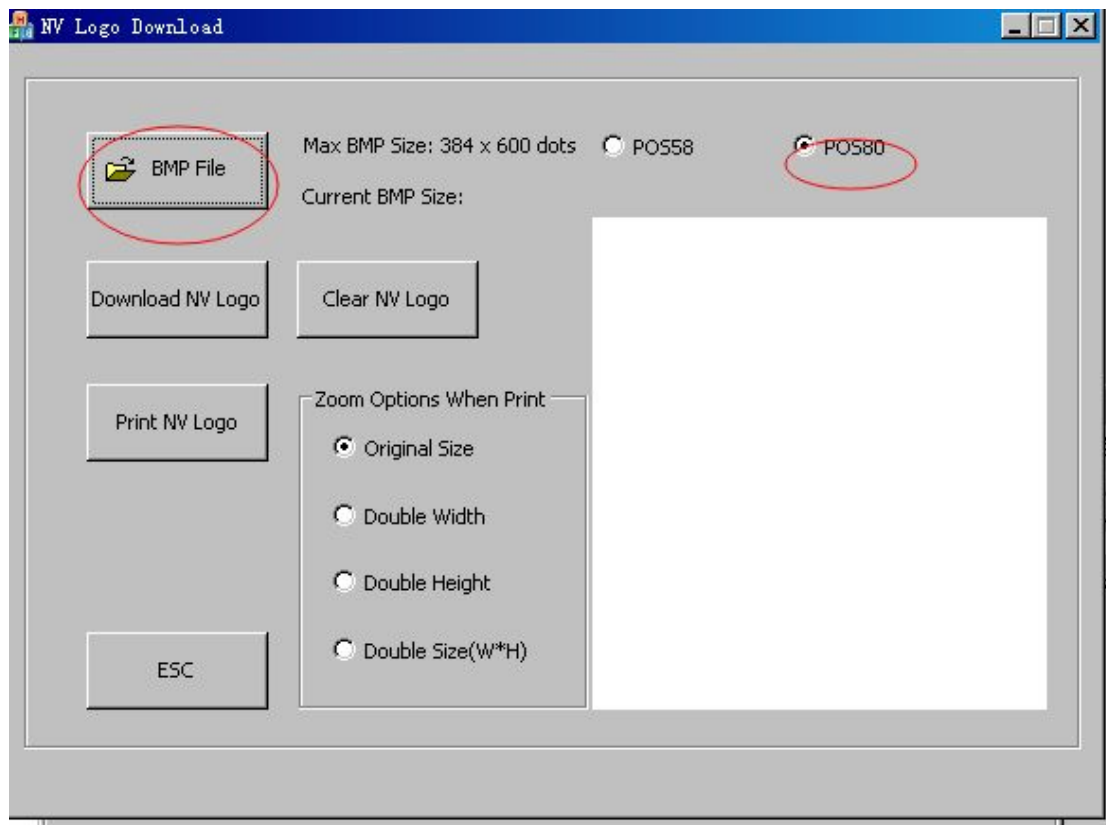 NV Logo Download
BMP File
Max BMP Size: 384 x 600 dots
POS58
POS80
Current BMP Size:
Download NV Logo
Clear NV Logo
Print NV Logo
Zoom Options When Print
Original Size
Double Width
Double Height
Double Size(W*H)
ESC